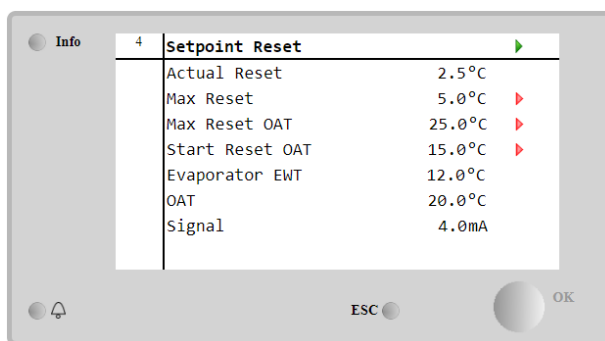 Info
4 Setpoint Reset
Actual Reset 2.5°C
Max Reset 5.0°C
Max Reset OAT 25.0°C
Start Reset OAT 15.0°C
Evaporator EWT 12.0°C
OAT 20.0°C
Signal 4.0mA
ESC
OK